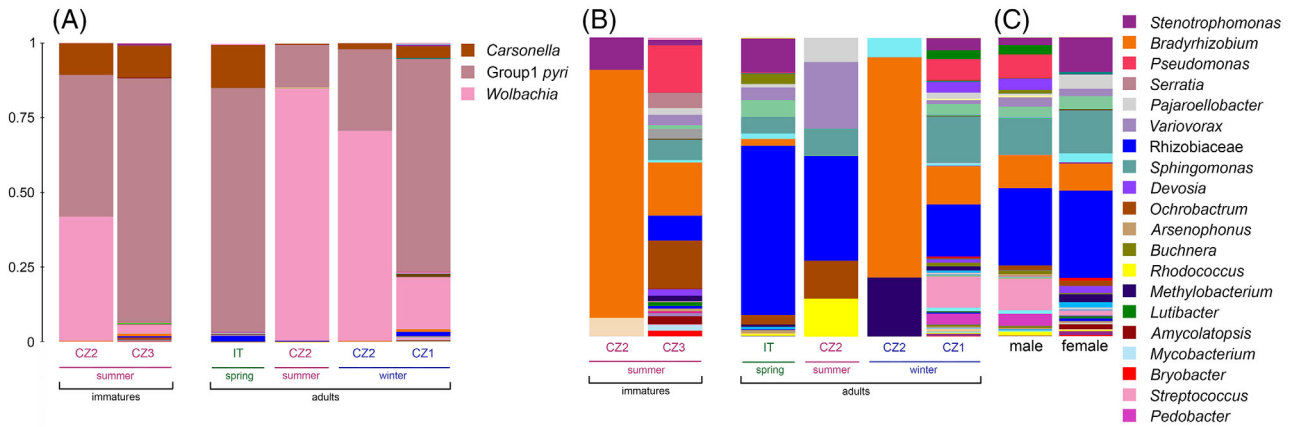 (A)
1
0.75
0.50
0.25
0
Carsonella
Group1 pyri
Wolbachia
CZ2 CZ3 IT CZ2 CZ2 CZ1
summer spring summer winter
immatures adults
(B)
CZ2 CZ3 IT CZ2 CZ2 CZ1
summer spring summer winter
immatures adults
(C)
male female
Stenotrophomonas
Bradyrhizobium
Pseudomonas
Serratia
Pajaroellobacter
Variovorax
Rhizobiaceae
Sphingomonas
Devosia
Ochrobactrum
Arsenophonus
Buchnera
Rhodococcus
Methylobacterium
Lutibacter
Amycolatopsis
Mycobacterium
Bryobacter
Streptococcus
Pedobacter